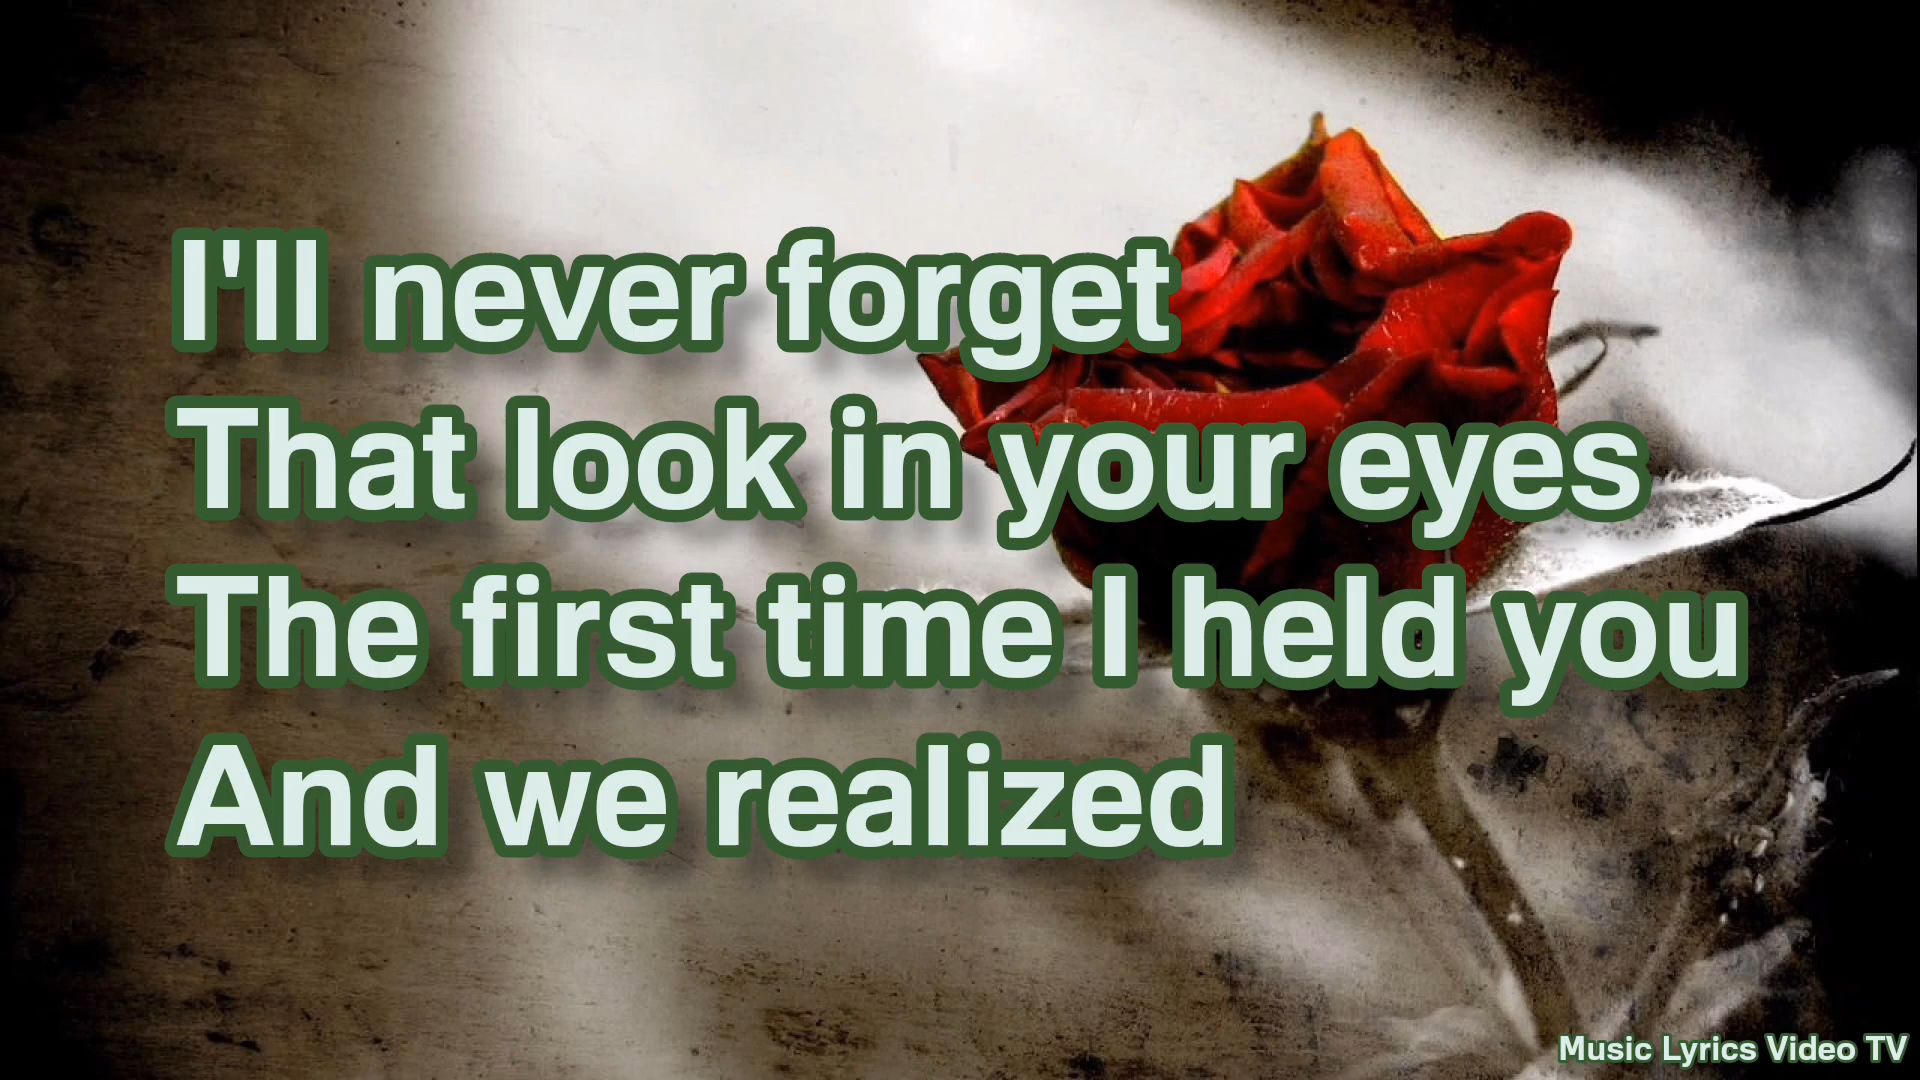 I'll never forget
That look in your eyes
The first time I held you
And we realized
Music Lyrics Video TV